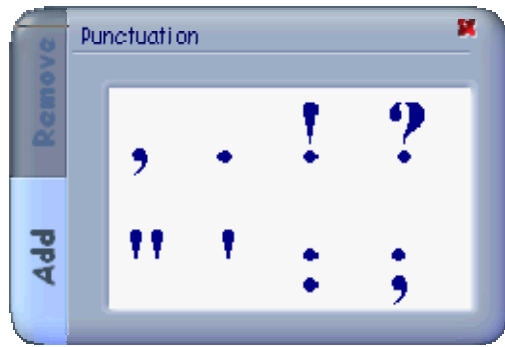 Punctuation
Remove
, . ! ?
Add
" ' : ;